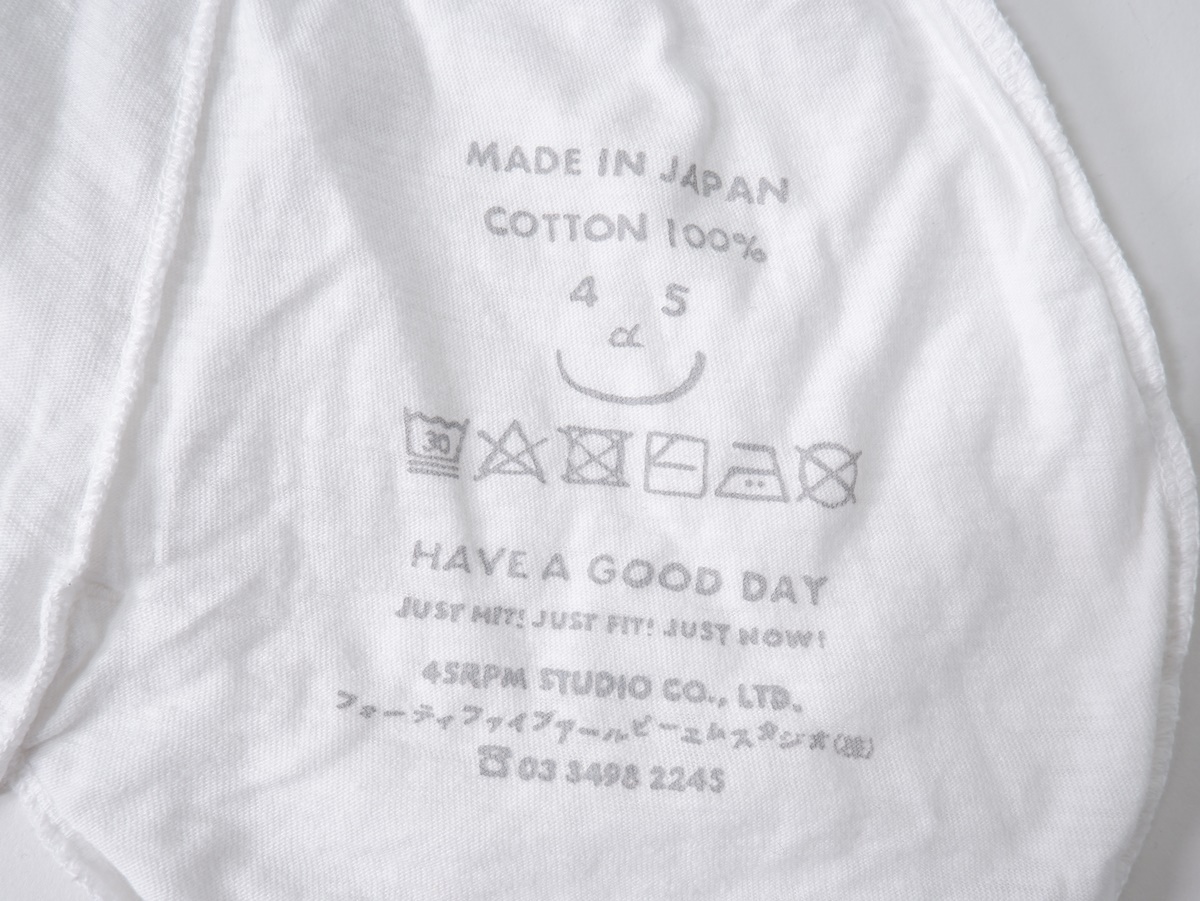 MADE IN JAPAN
COTTON 100%
4 5
30
HAVE A GOOD DAY
JUST HIT! JUST FIT! JUST NOW!
45RPM STUDIO CO., LTD.
フォーティファイブアールピーエムスタジオ(株)
☎03 3498 2245